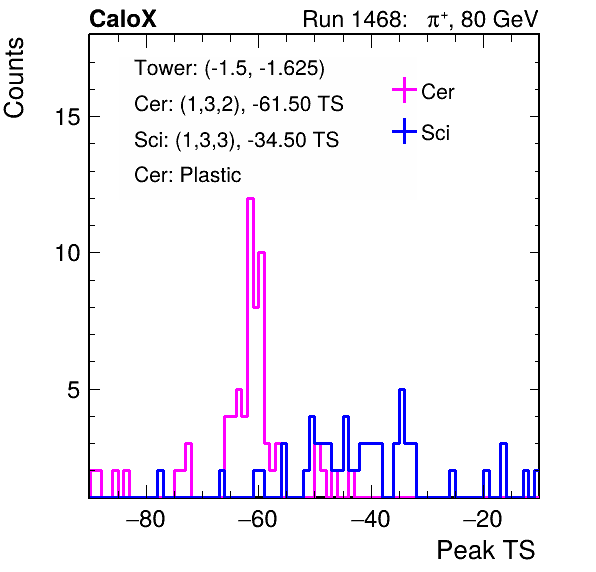 CaloX Run 1468: π⁺, 80 GeV
Counts
Tower: (-1.5, -1.625)
Cer: (1,3,2), -61.50 TS
Sci: (1,3,3), -34.50 TS
Cer: Plastic
Cer
Sci
15
10
5
−80 −60 −40 −20
Peak TS